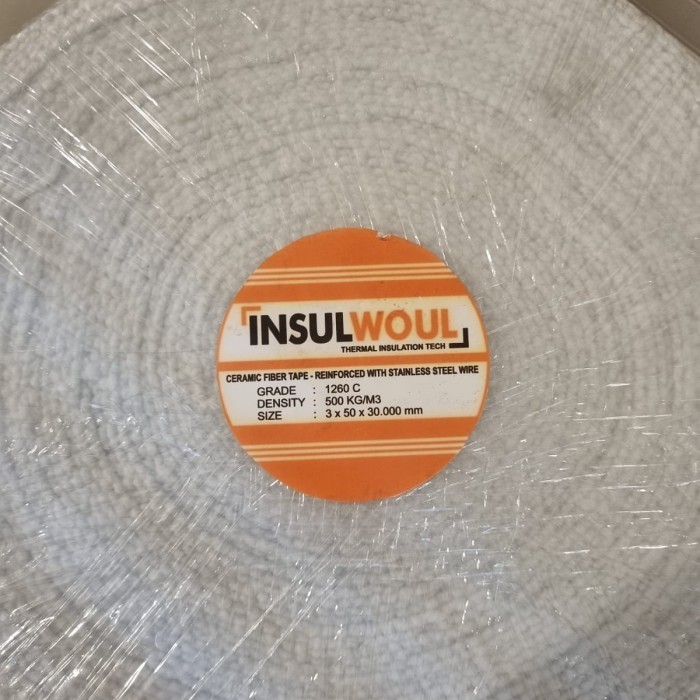 INSULWOUL
THERMAL INSULATION TECH
CERAMIC FIBER TAPE - REINFORCED WITH STAINLESS STEEL WIRE
GRADE : 1260 C
DENSITY : 500 KG/M3
SIZE : 3 x 50 x 30.000 mm